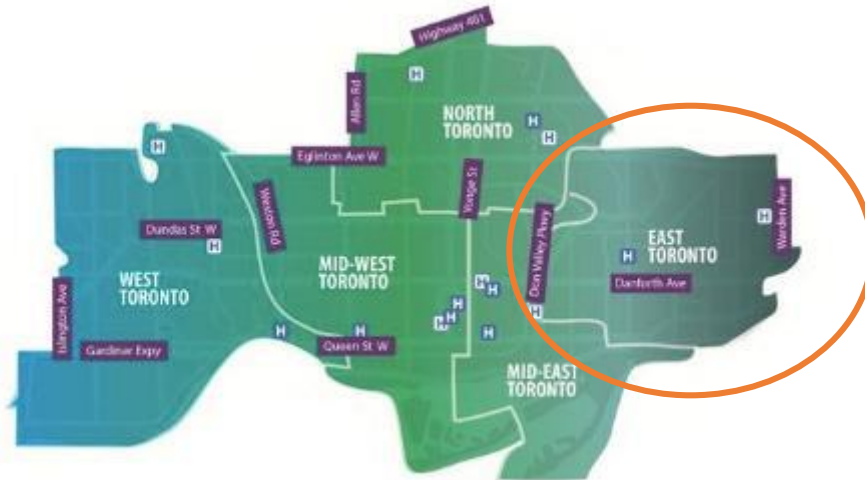 Highway 401
H
Allen Rd
NORTH
TORONTO
H
H
H
Eglinton Ave W
Yonge St
Weston Rd
Dundas St W
H
WEST
TORONTO
Islington Ave
Gardinar Expy
MID-WEST
TORONTO
H
H
Queen St W
H
H
H
H
H
H
MID-EAST
TORONTO
Don Valley Pkwy
H
EAST
TORONTO
H
Danforth Ave
H
Warden Ave